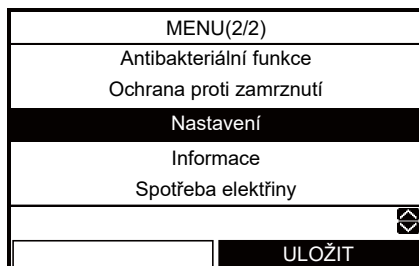 MENU(2/2)
Antibakteriální funkce
Ochrana proti zamrznutí
Nastavení
Informace
Spotřeba elektřiny
ULOŽIT